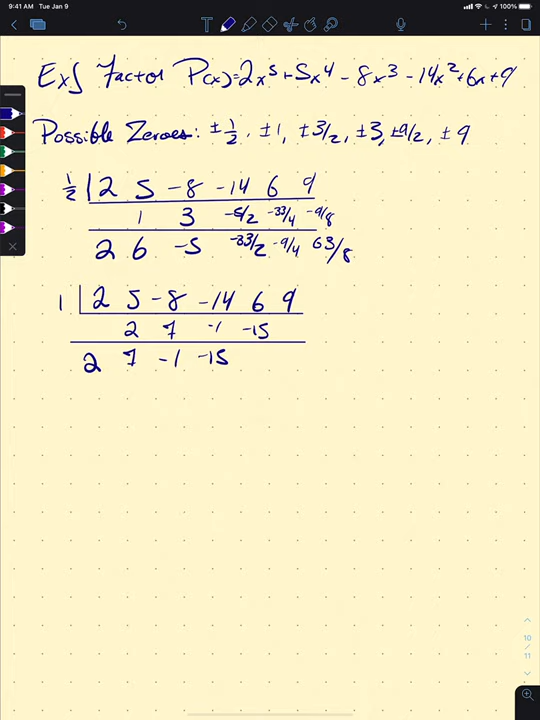 9:41 AM Tue Jan 9
100%
Ex) Factor P(x)=2x⁵+5x⁴-8x³-14x²+6x+9
Possible Zeroes: ±1/2, ±1, ±3/2, ±3, ±9/2, ±9
1/2 | 2 5 -8 -14 6 9
1 3 -5/2 -33/4 -9/8
2 6 -5 -33/2 -9/4 63/8
1 | 2 5 -8 -14 6 9
2 7 -1 -15
2 7 -1 -15
10
/
11